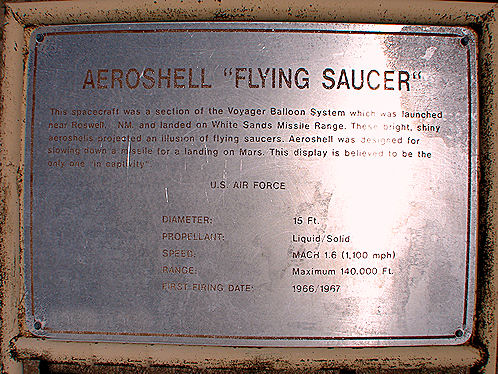 AEROSHELL "FLYING SAUCER"
This spacecraft was a section of the Voyager Balloon System which was launched
near Roswell, NM, and landed on White Sands Missile Range. These bright, shiny
aeroshells projected an illusion of flying saucers. Aeroshell was designed for
slowing down a missile for a landing on Mars. This display is believed to be the
only one "in captivity".
U.S. AIR FORCE
DIAMETER: 15 Ft.
PROPELLANT: Liquid/Solid
SPEED: MACH 1.6 (1,100 mph)
RANGE: Maximum 140,000 Ft.
FIRST FIRING DATE: 1966/1967